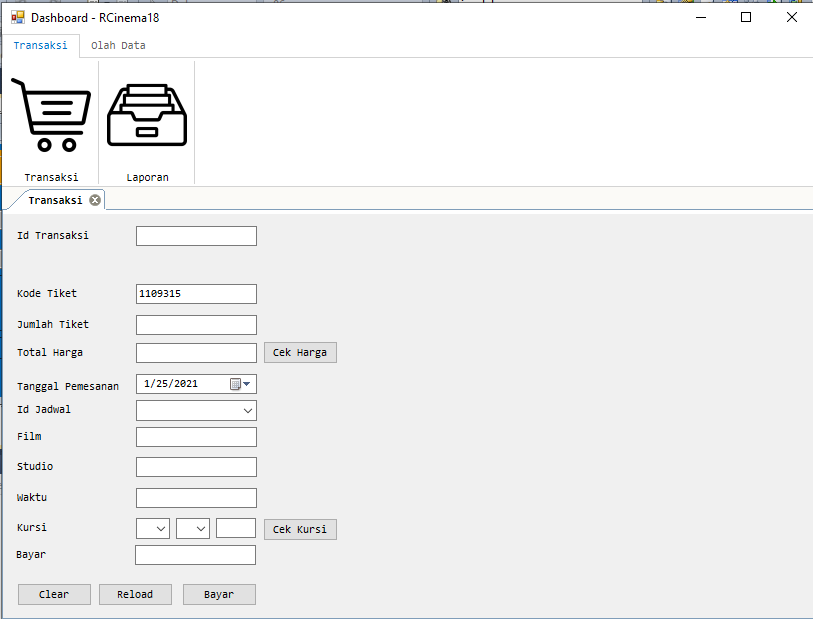 Dashboard - RCinema18
Transaksi Olah Data
Transaksi Laporan
Transaksi
Id Transaksi
Kode Tiket 1109315
Jumlah Tiket
Total Harga Cek Harga
Tanggal Pemesanan 1/25/2021
Id Jadwal
Film
Studio
Waktu
Kursi Cek Kursi
Bayar
Clear Reload Bayar